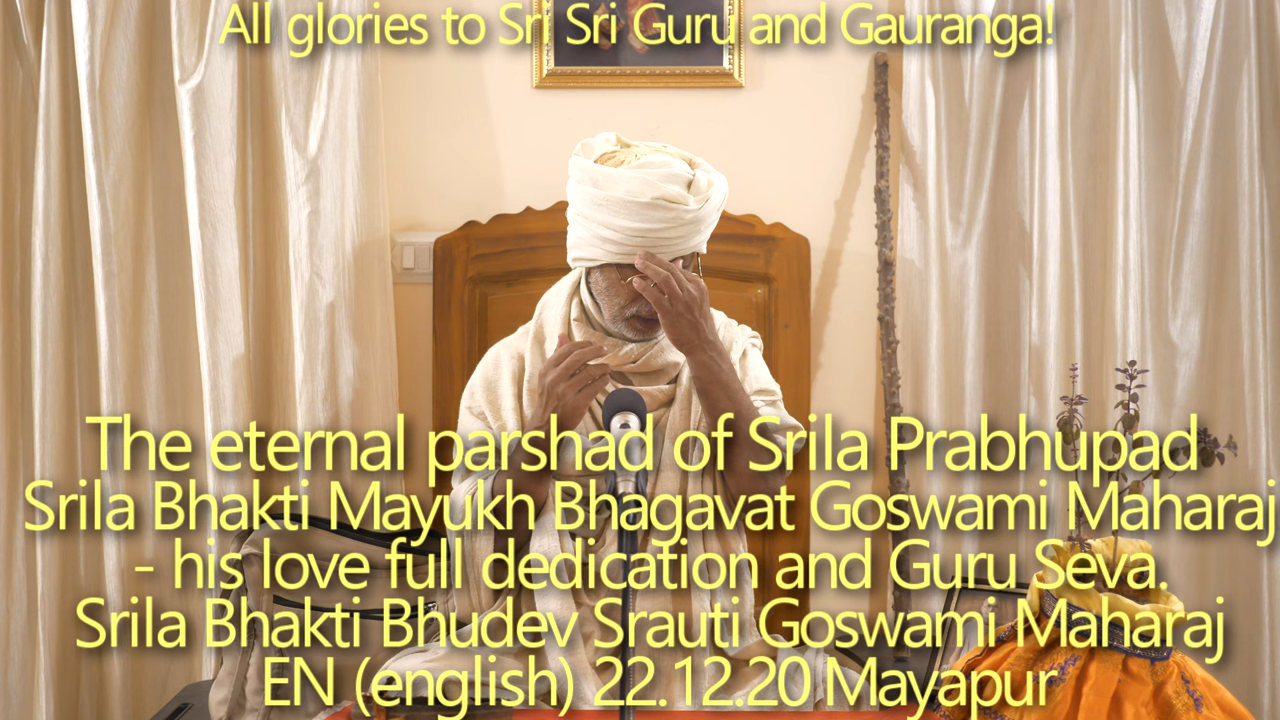 All glories to Sri Sri Guru and Gauranga!
The eternal parshad of Srila Prabhupad
Srila Bhakti Mayukh Bhagavat Goswami Maharaj
- his love full dedication and Guru Seva.
Srila Bhakti Bhudev Srauti Goswami Maharaj
EN (english) 22.12.20 Mayapur